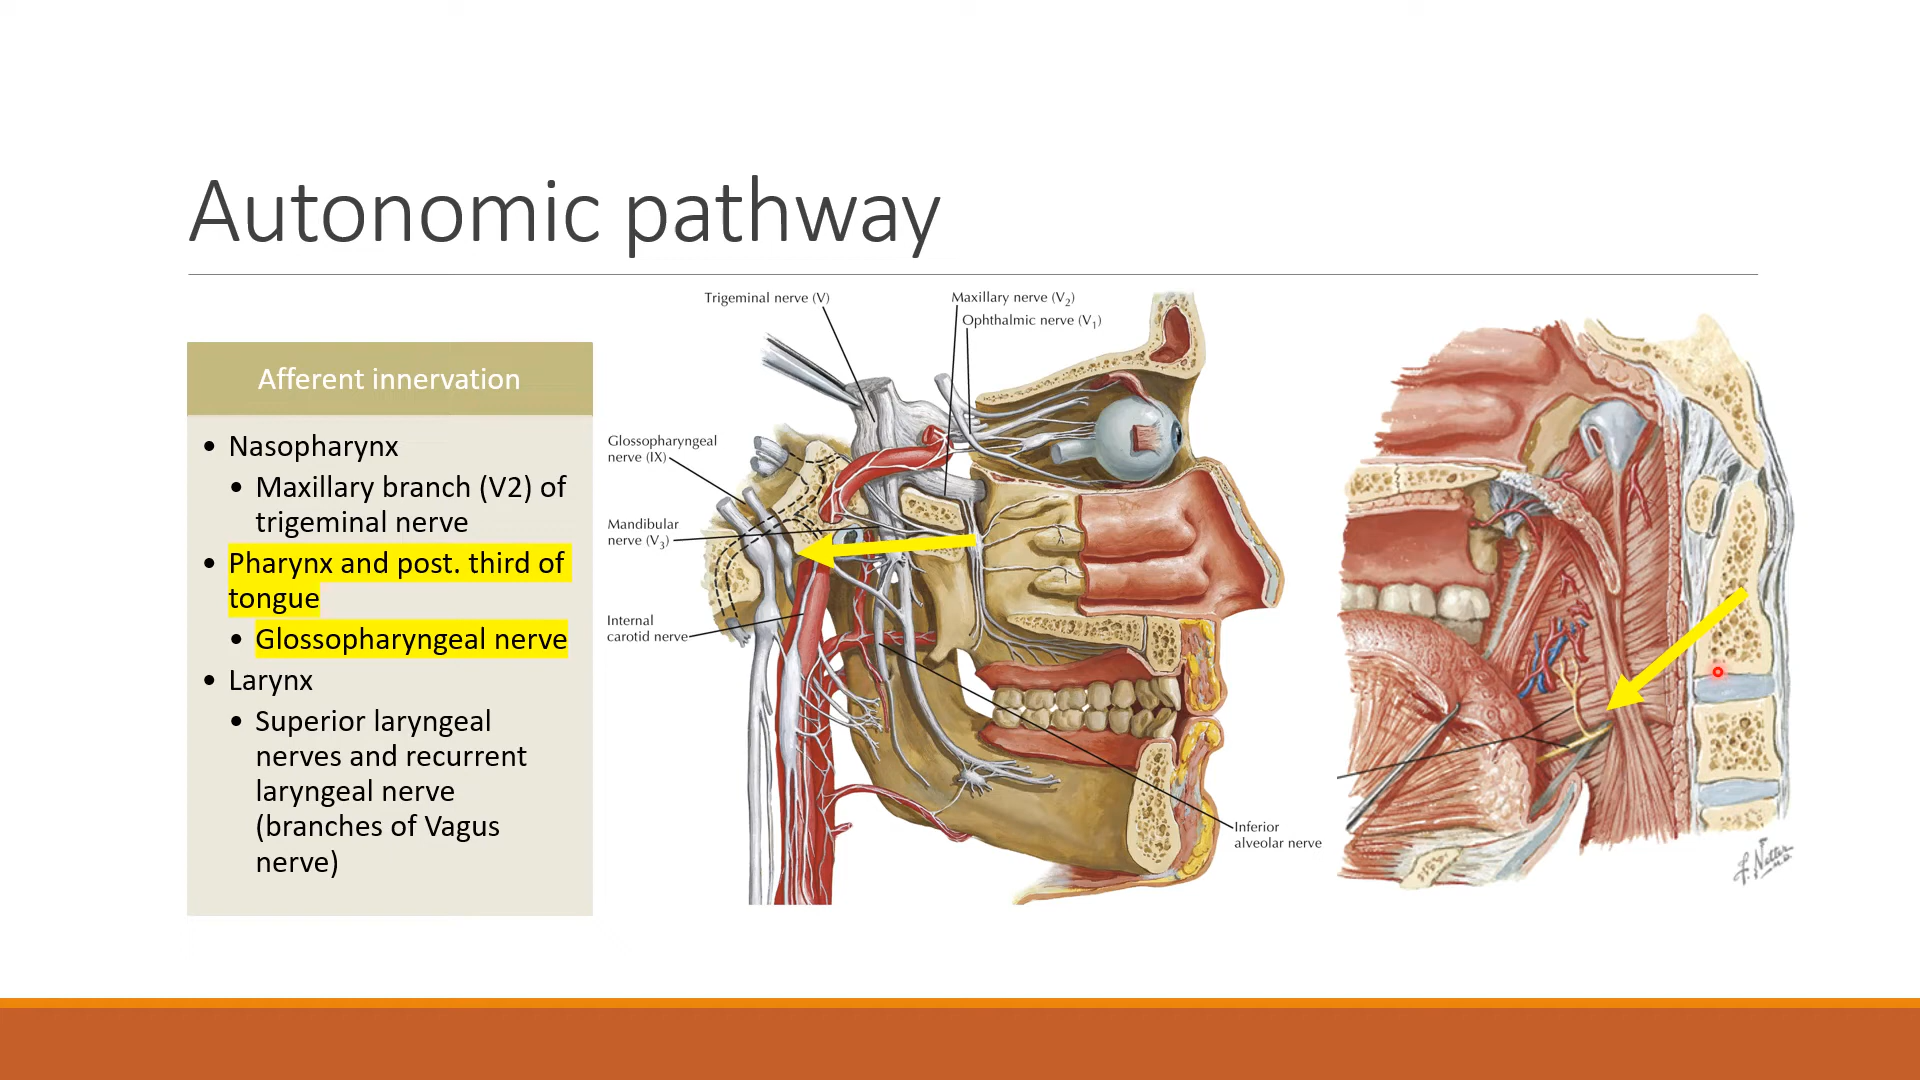 Autonomic pathway
Afferent innervation
• Nasopharynx
• Maxillary branch (V2) of
trigeminal nerve
• Pharynx and post. third of
tongue
• Glossopharyngeal nerve
• Larynx
• Superior laryngeal
nerves and recurrent
laryngeal nerve
(branches of Vagus
nerve)
Trigeminal nerve (V)
Maxillary nerve (V2)
Ophthalmic nerve (V1)
Glossopharyngeal
nerve (IX)
Mandibular
nerve (V3)
Internal
carotid nerve
Inferior
alveolar nerve
F. Netter
M.D.